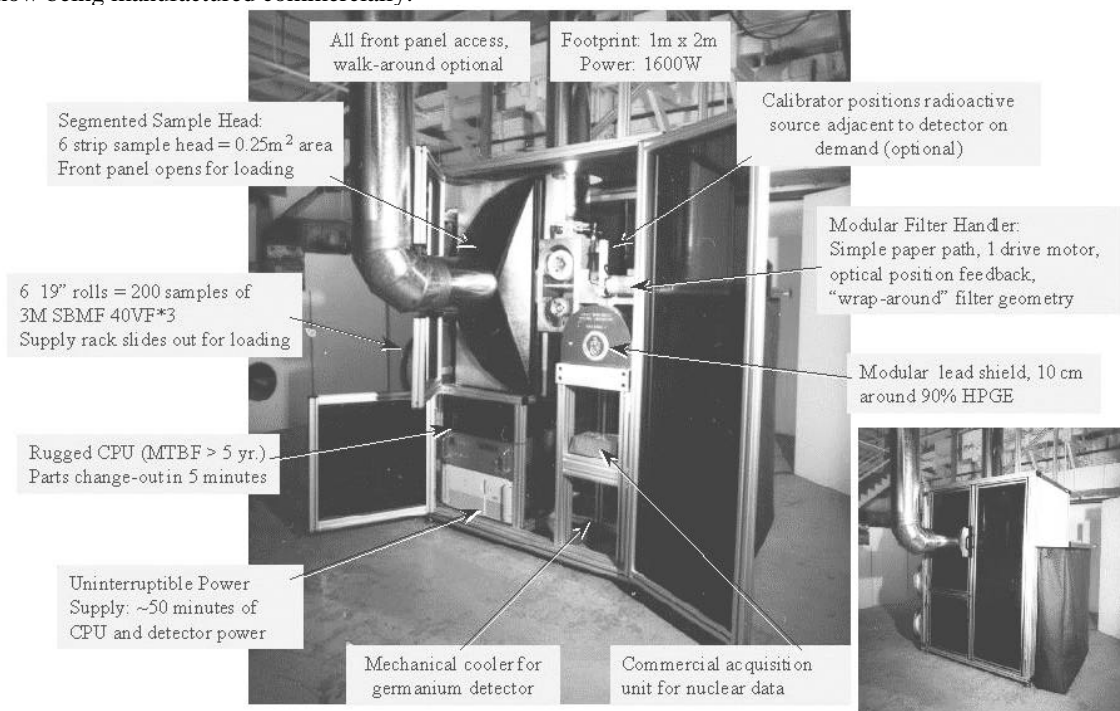 now being manufactured commercially.
All front panel access,
walk-around optional
Footprint: 1m x 2m
Power: 1600W
Segmented Sample Head:
6 strip sample head = 0.25m² area
Front panel opens for loading
Calibrator positions radioactive
source adjacent to detector on
demand (optional)
Modular Filter Handler:
Simple paper path, 1 drive motor,
optical position feedback,
“wrap-around” filter geometry
6 19” rolls = 200 samples of
3M SBMF 40VF*3
Supply rack slides out for loading
Modular lead shield, 10 cm
around 90% HPGE
Rugged CPU (MTBF > 5 yr.)
Parts change-out in 5 minutes
Uninterruptible Power
Supply: ~50 minutes of
CPU and detector power
Mechanical cooler for
germanium detector
Commercial acquisition
unit for nuclear data